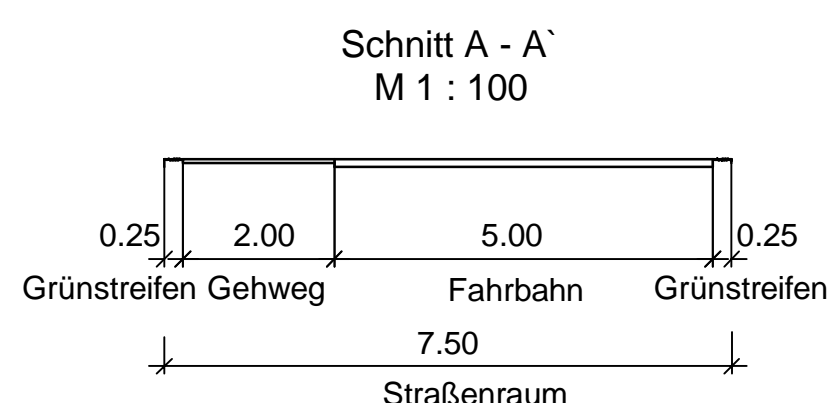 Schnitt A - A`
M 1 : 100
0.25 2.00 5.00 0.25
Grünstreifen Gehweg Fahrbahn Grünstreifen
7.50
Straßenraum